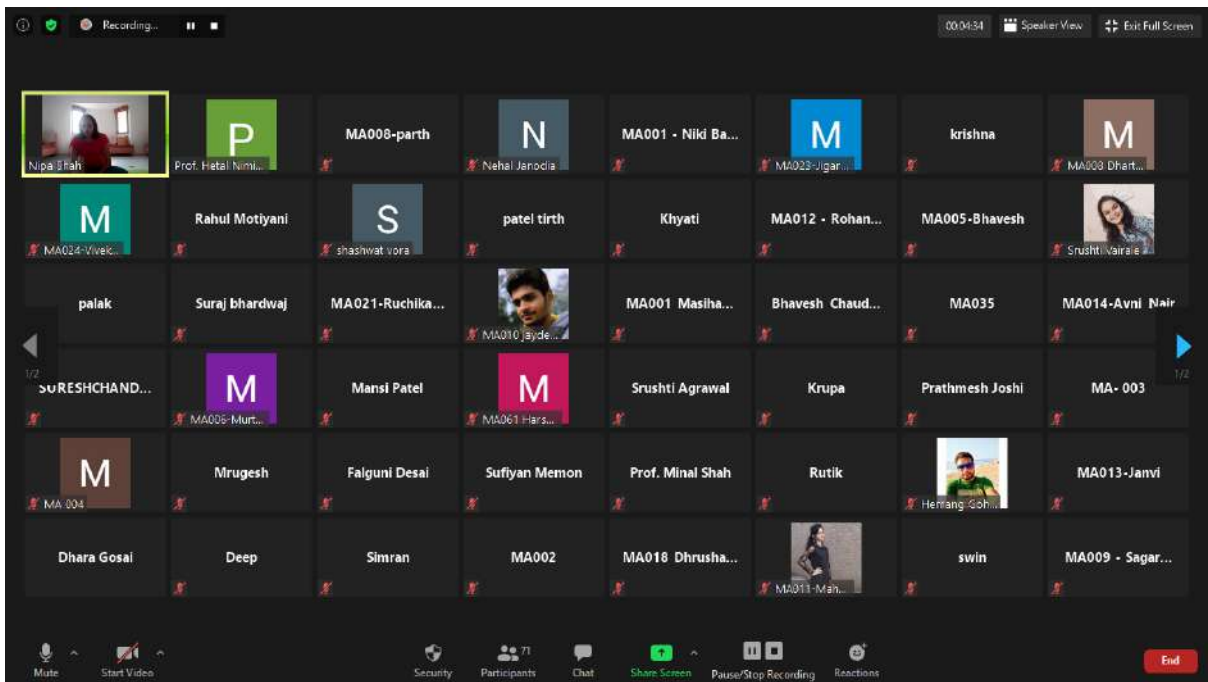 Recording...
00:04:34 Speaker View Exit Full Screen
Nipa Shah
P
Prof. Hetal Nimi...
MA008-parth
N
Nehal Janodia
MA001 - Niki Ba...
M
MA023-Jigar...
krishna
M
MA008 Dhart...
M
MA024-Vivek...
Rahul Motiyani
S
shashwat vora
patel tirth
Khyati
MA012 - Rohan...
MA005-Bhavesh
Srushti Vairale
palak
Suraj bhardwaj
MA021-Ruchika...
MA010 jayde...
MA001 Masiha...
Bhavesh Chaud...
MA035
MA014-Avni Nair
1/2
1/2
SURESHCHAND...
M
MA006-Murt...
Mansi Patel
M
MA061 Hars...
Srushti Agrawal
Krupa
Prathmesh Joshi
MA- 003
M
MA 004
Mrugesh
Falguni Desai
Sufiyan Memon
Prof. Minal Shah
Rutik
Hemang Goh...
MA013-Janvi
Dhara Gosai
Deep
Simran
MA002
MA018 Dhrusha...
MA011-Mah...
swin
MA009 - Sagar...
Mute
Start Video
Security
Participants 71
Chat
Share Screen
Pause/Stop Recording
Reactions
End